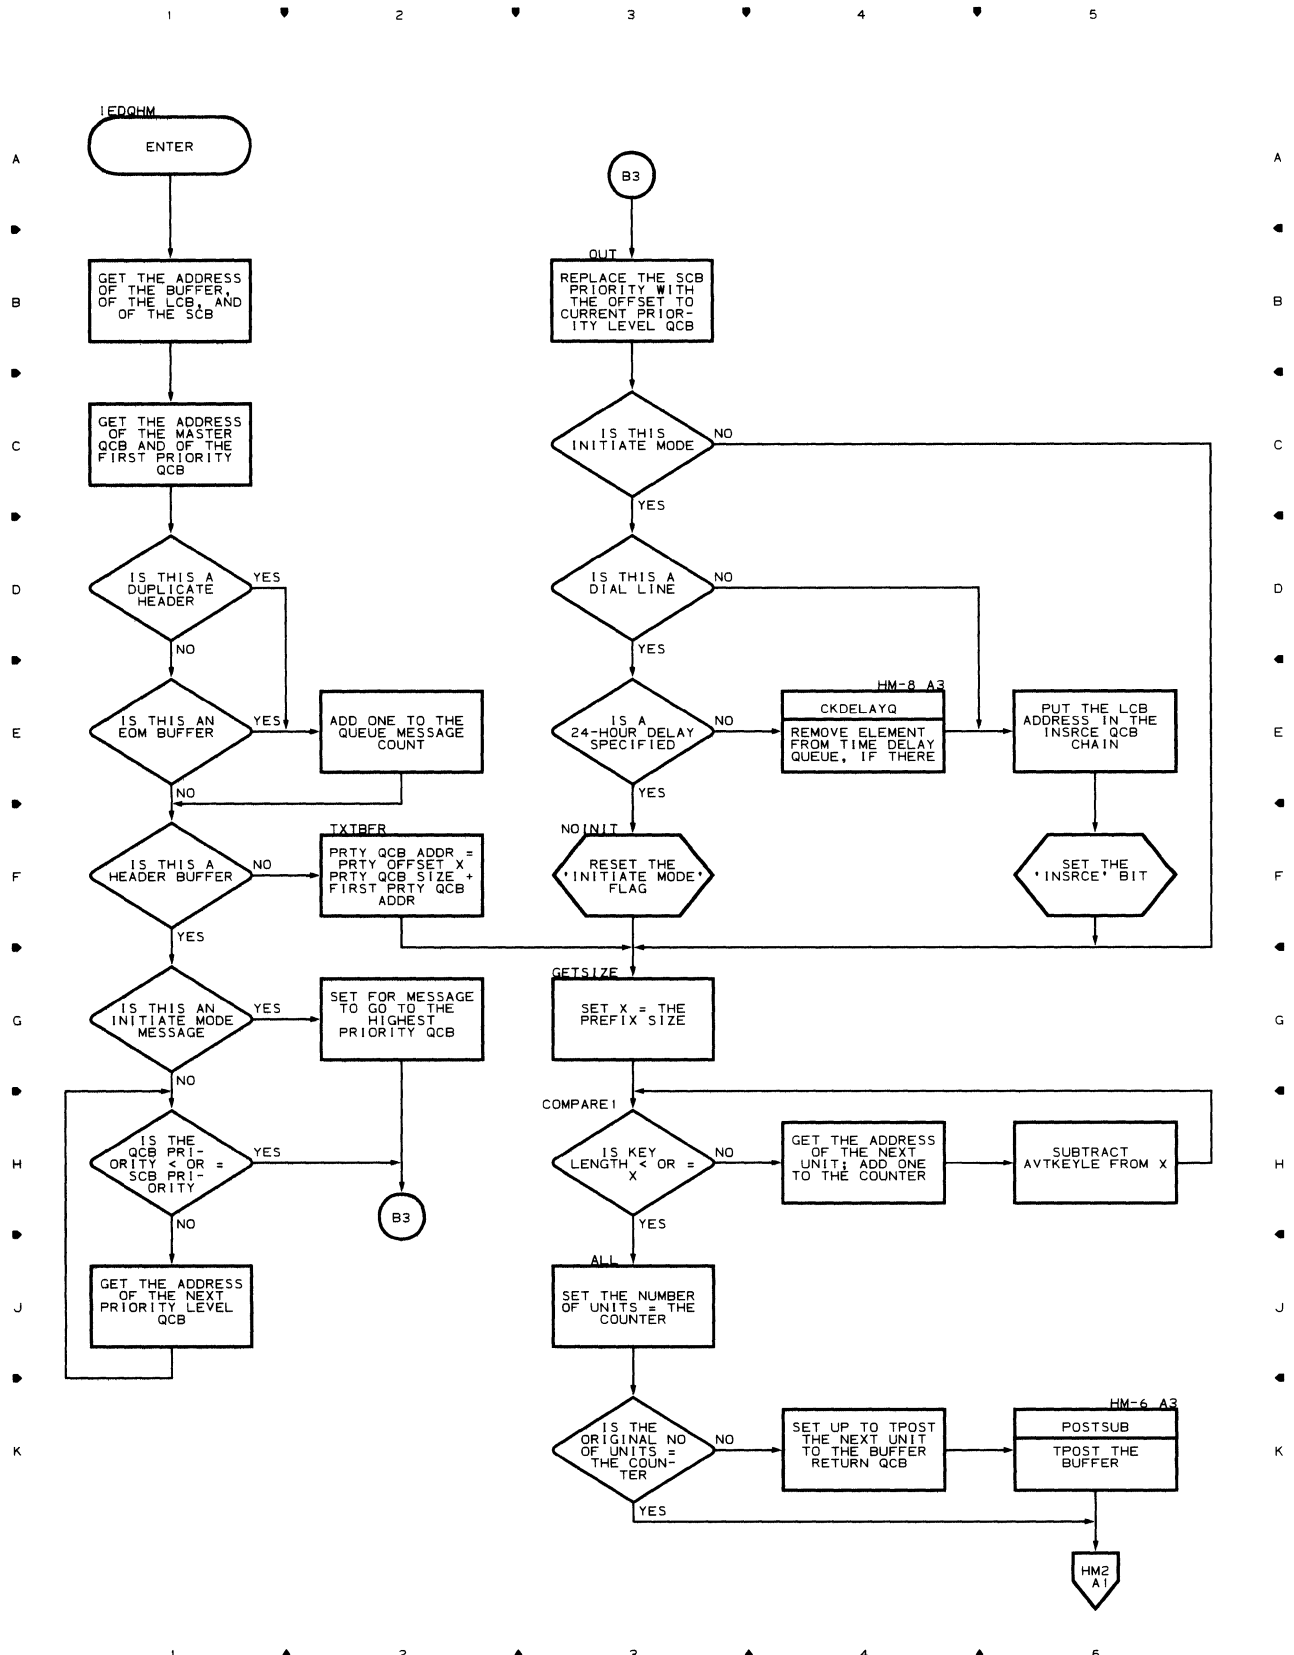 1 2 3 4 5
IEDQHM
ENTER
A
A
B3
OUT
B
GET THE ADDRESS
OF THE BUFFER,
OF THE LCB, AND
OF THE SCB
REPLACE THE SCB
PRIORITY WITH
THE OFFSET TO
CURRENT PRIOR-
ITY LEVEL QCB
B
C
GET THE ADDRESS
OF THE MASTER
QCB AND OF THE
FIRST PRIORITY
QCB
IS THIS
INITIATE MODE
NO
YES
C
D
IS THIS A
DUPLICATE
HEADER
YES
NO
IS THIS A
DIAL LINE
NO
YES
D
E
IS THIS AN
EOM BUFFER
YES
NO
ADD ONE TO THE
QUEUE MESSAGE
COUNT
IS A
24-HOUR DELAY
SPECIFIED
NO
YES
HM-8 A3
CKDELAYQ
REMOVE ELEMENT
FROM TIME DELAY
QUEUE, IF THERE
PUT THE LCB
ADDRESS IN THE
INSRCE QCB
CHAIN
E
F
IS THIS A
HEADER BUFFER
NO
YES
TXTBFR
PRTY QCB ADDR =
PRTY OFFSET X
PRTY QCB SIZE +
FIRST PRTY QCB
ADDR
NOINIT
RESET THE
'INITIATE MODE'
FLAG
SET THE
'INSRCE' BIT
F
G
IS THIS AN
INITIATE MODE
MESSAGE
YES
NO
SET FOR MESSAGE
TO GO TO THE
HIGHEST
PRIORITY QCB
GETSIZE
SET X = THE
PREFIX SIZE
G
H
IS THE
QCB PRI-
ORITY < OR =
SCB PRI-
ORITY
YES
NO
B3
COMPARE1
IS KEY
LENGTH < OR =
X
NO
YES
GET THE ADDRESS
OF THE NEXT
UNIT; ADD ONE
TO THE COUNTER
SUBTRACT
AVTKEYLE FROM X
H
J
GET THE ADDRESS
OF THE NEXT
PRIORITY LEVEL
QCB
ALL
SET THE NUMBER
OF UNITS = THE
COUNTER
J
K
IS THE
ORIGINAL NO
OF UNITS =
THE COUN-
TER
NO
YES
SET UP TO TPOST
THE NEXT UNIT
TO THE BUFFER
RETURN QCB
HM-6 A3
POSTSUB
TPOST THE
BUFFER
K
HM2
A1
1 2 3 4 5